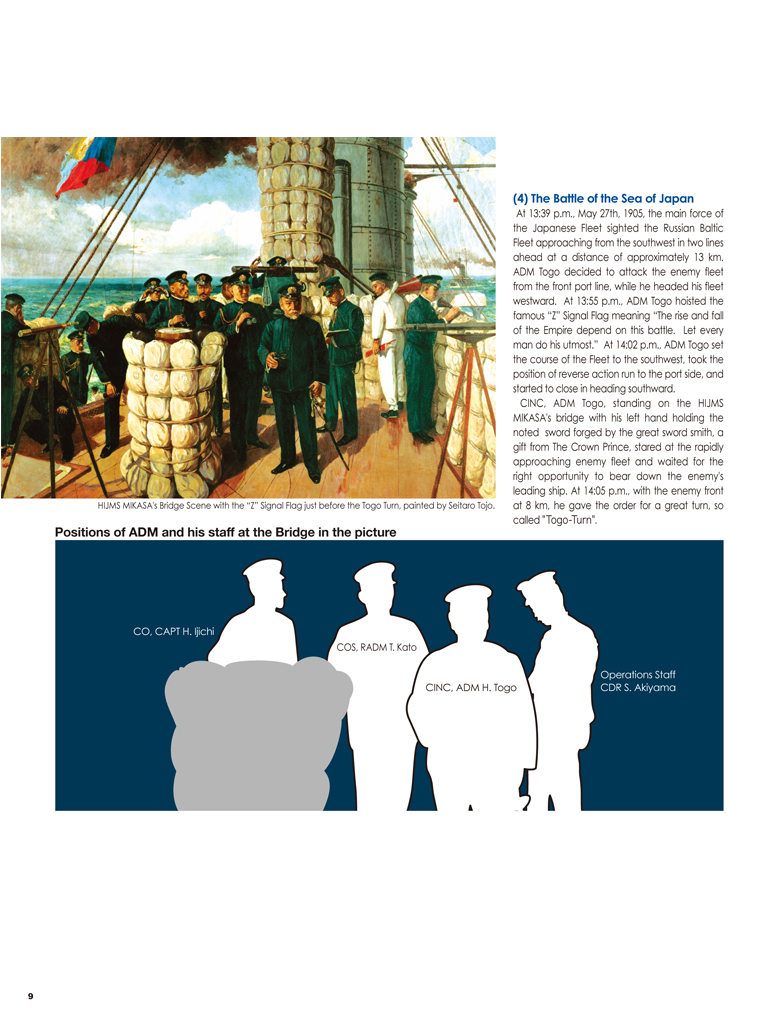 (4) The Battle of the Sea of Japan
At 13:39 p.m., May 27th, 1905, the main force of
the Japanese Fleet sighted the Russian Baltic
Fleet approaching from the southwest in two lines
ahead at a distance of approximately 13 km.
ADM Togo decided to attack the enemy fleet
from the front port line, while he headed his fleet
westward.  At 13:55 p.m., ADM Togo hoisted the
famous “Z” Signal Flag meaning “The rise and fall
of the Empire depend on this battle.  Let every
man do his utmost.”  At 14:02 p.m., ADM Togo set
the course of the Fleet to the southwest, took the
position of reverse action run to the port side, and
started to close in heading southward.
CINC, ADM Togo, standing on the HIJMS
MIKASA's bridge with his left hand holding the
noted  sword forged by the great sword smith, a
gift from The Crown Prince, stared at the rapidly
approaching enemy fleet and waited for the
right opportunity to bear down the enemy's
leading ship. At 14:05 p.m., with the enemy front
at 8 km, he gave the order for a great turn, so
called "Togo-Turn".
HIJMS MIKASA's Bridge Scene with the “Z” Signal Flag just before the Togo Turn, painted by Seitaro Tojo.
Positions of ADM and his staff at the Bridge in the picture
CO, CAPT H. Ijichi
COS, RADM T. Kato
CINC, ADM H. Togo
Operations Staff
CDR S. Akiyama
9